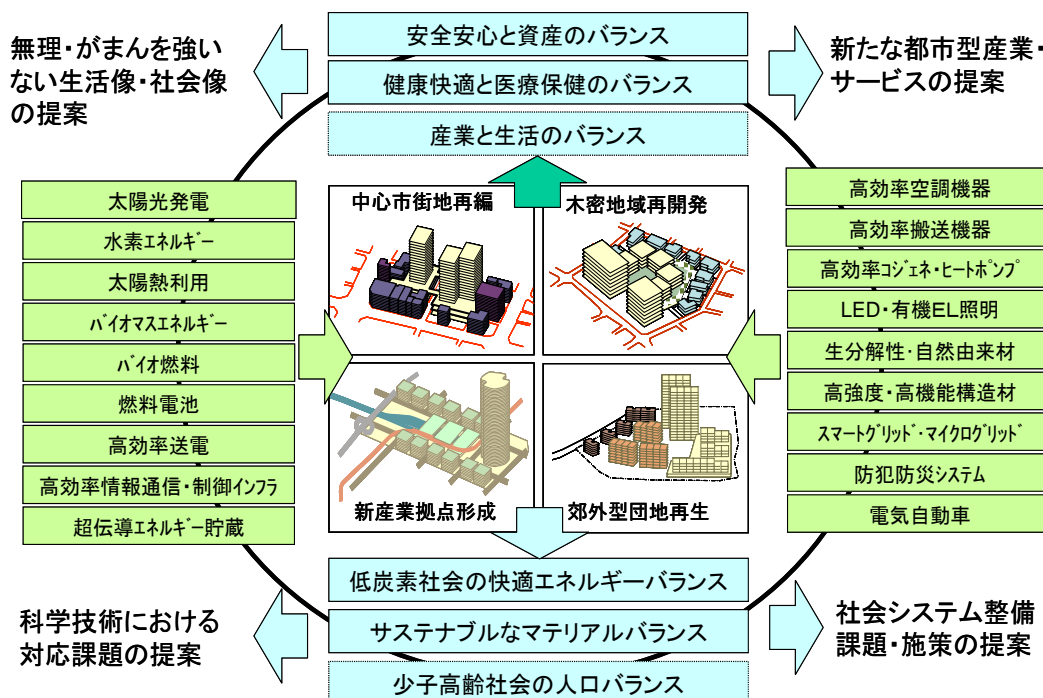 安全安心と資産のバランス
健康快適と医療保健のバランス
産業と生活のバランス
無理・がまんを強い
ない生活像・社会像
の提案
新たな都市型産業・
サービスの提案
太陽光発電
水素エネルギー
太陽熱利用
ﾊﾞｲｵﾏｽｴﾈﾙｷﾞｰ
ﾊﾞｲｵ燃料
燃料電池
高効率送電
高効率情報通信・制御ｲﾝﾌﾗ
超伝導ｴﾈﾙｷﾞｰ貯蔵
中心市街地再編
木密地域再開発
新産業拠点形成
郊外型団地再生
高効率空調機器
高効率搬送機器
高効率ｺｼﾞｪﾈ・ﾋｰﾄﾎﾟﾝﾌﾟ
LED・有機EL照明
生分解性・自然由来材
高強度・高機能構造材
ｽﾏｰﾄｸﾞﾘｯﾄﾞ・ﾏｲｸﾛｸﾞﾘｯﾄﾞ
防犯防災システム
電気自動車
低炭素社会の快適エネルギーバランス
サステナブルなマテリアルバランス
少子高齢社会の人口バランス
科学技術における
対応課題の提案
社会システム整備
課題・施策の提案